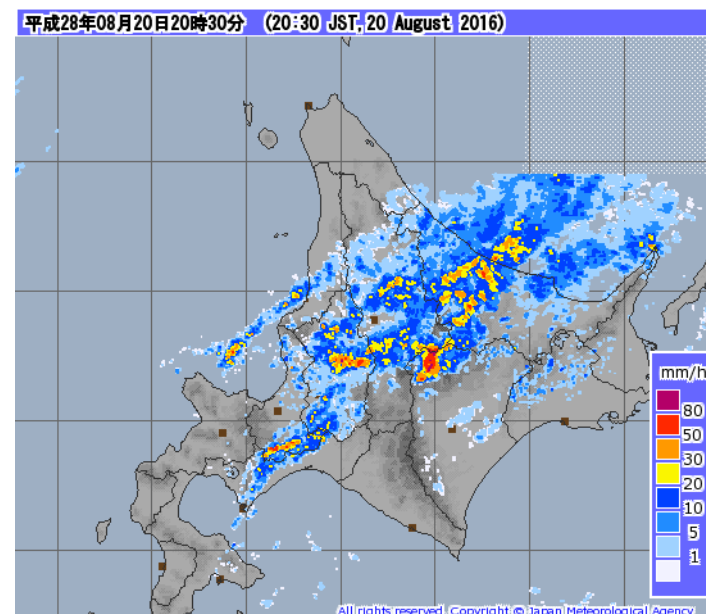 平成28年08月20日20時30分 (20:30 JST,20 August 2016)
mm/h
80
50
30
20
10
5
1
All rights reserved. Copyright © Japan Meteorological Agency